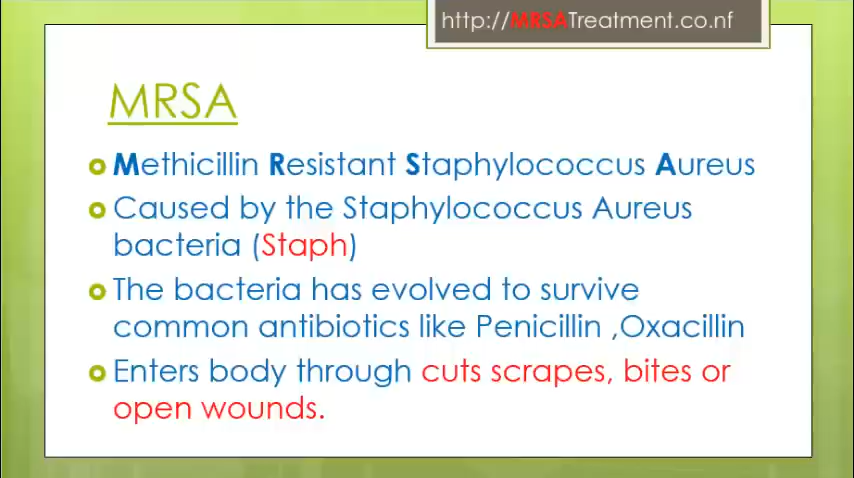 http://MRSATreatment.co.nf
MRSA
Methicillin Resistant Staphylococcus Aureus
Caused by the Staphylococcus Aureus
bacteria (Staph)
The bacteria has evolved to survive
common antibiotics like Penicillin ,Oxacillin
Enters body through cuts scrapes, bites or
open wounds.